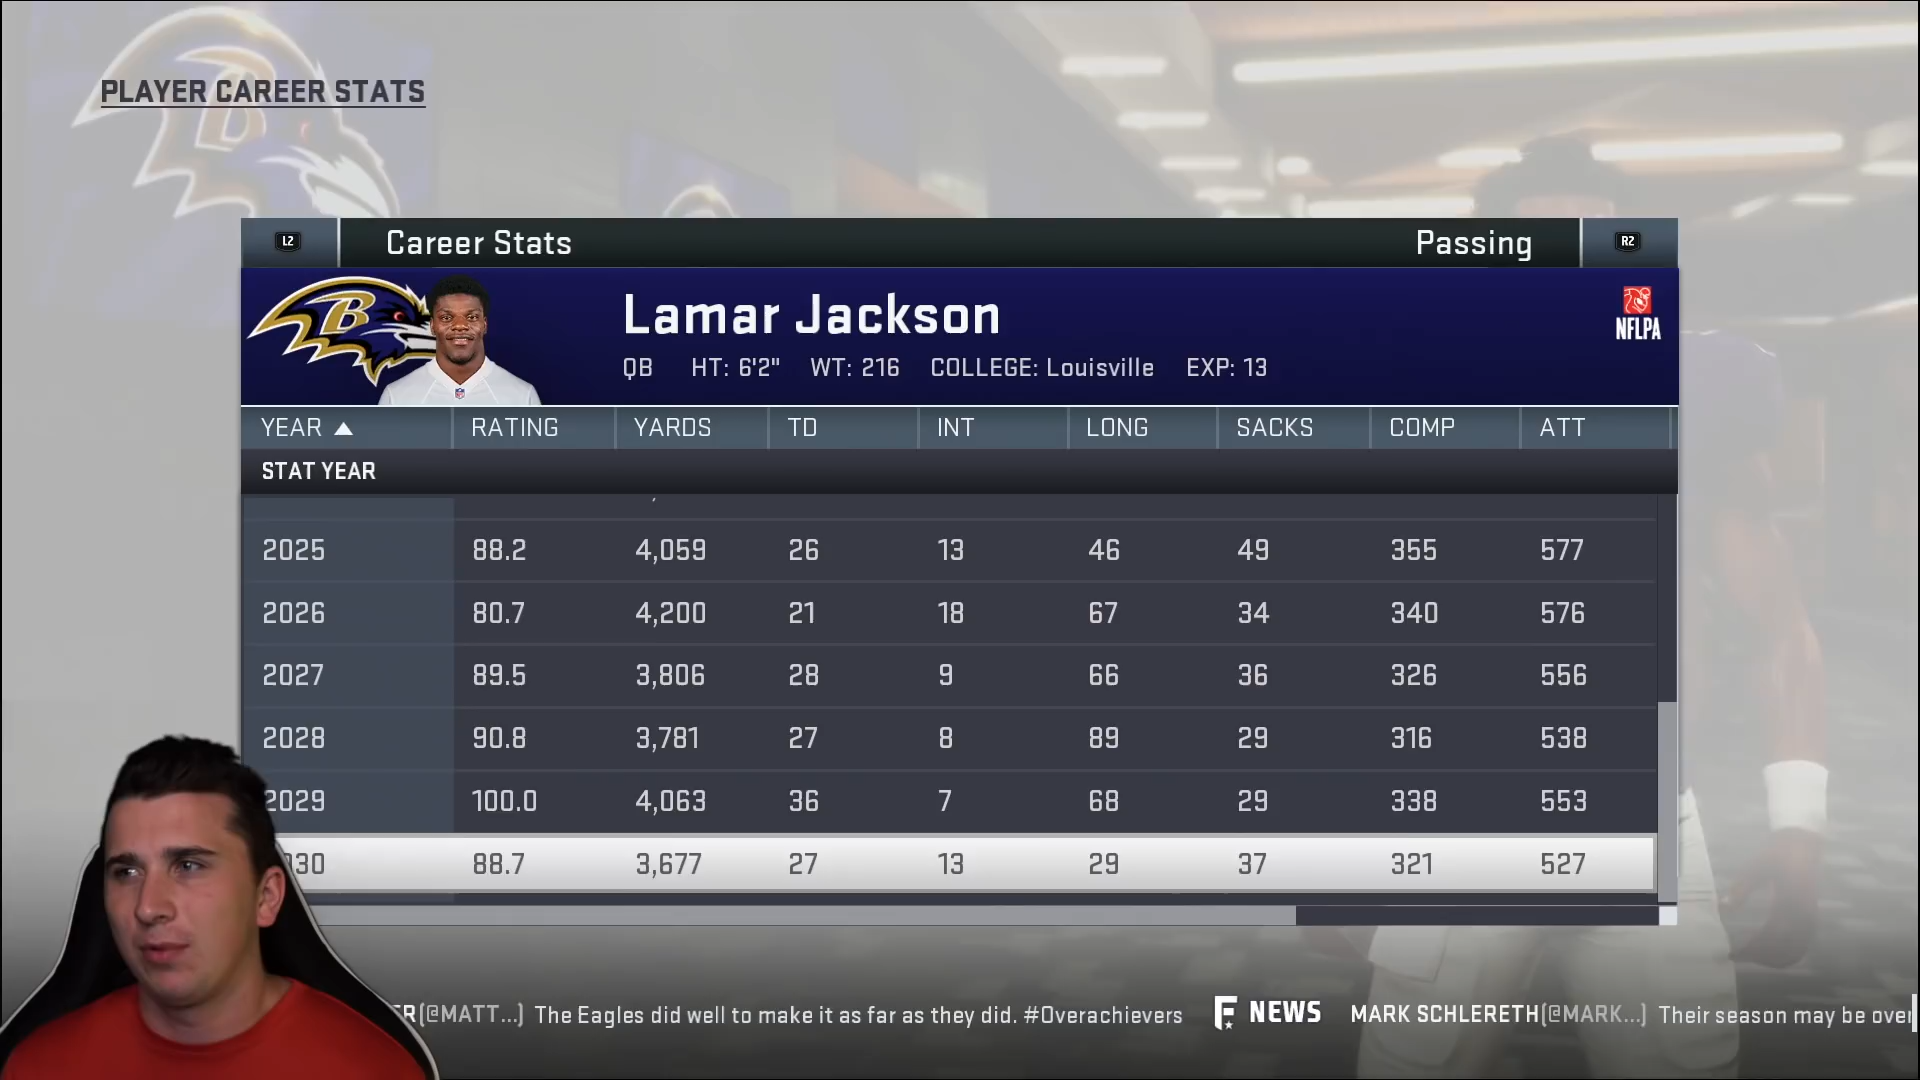 PLAYER CAREER STATS
L2 Career Stats Passing R2
Lamar Jackson
NFLPA
QB HT: 6'2" WT: 216 COLLEGE: Louisville EXP: 13
YEAR RATING YARDS TD INT LONG SACKS COMP ATT
STAT YEAR
2025 88.2 4,059 26 13 46 49 355 577
2026 80.7 4,200 21 18 67 34 340 576
2027 89.5 3,806 28 9 66 36 326 556
2028 90.8 3,781 27 8 89 29 316 538
2029 100.0 4,063 36 7 68 29 338 553
030 88.7 3,677 27 13 29 37 321 527
ER(@MATT...) The Eagles did well to make it as far as they did. #Overachievers F NEWS MARK SCHLERETH(@MARK...) Their season may be over